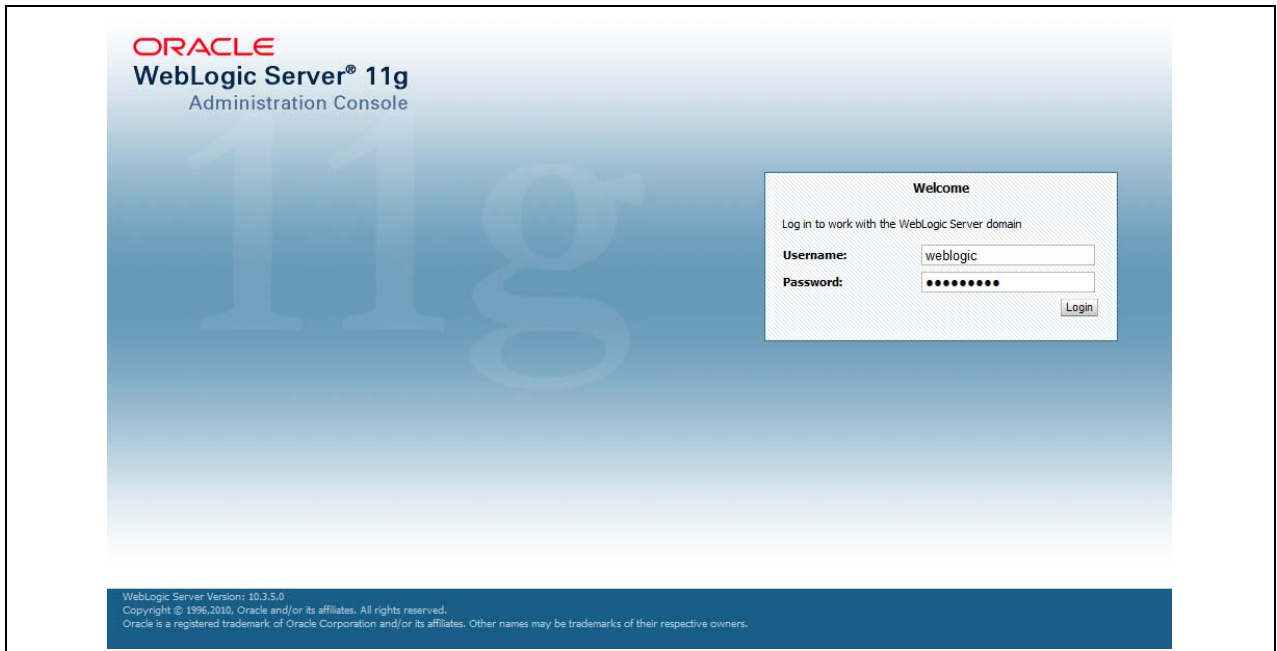 ORACLE
WebLogic Server® 11g
Administration Console
11g
Welcome
Log in to work with the WebLogic Server domain
Username: weblogic
Password: •••••••••
Login
WebLogic Server Version: 10.3.5.0
Copyright © 1996,2010, Oracle and/or its affiliates. All rights reserved.
Oracle is a registered trademark of Oracle Corporation and/or its affiliates. Other names may be trademarks of their respective owners.